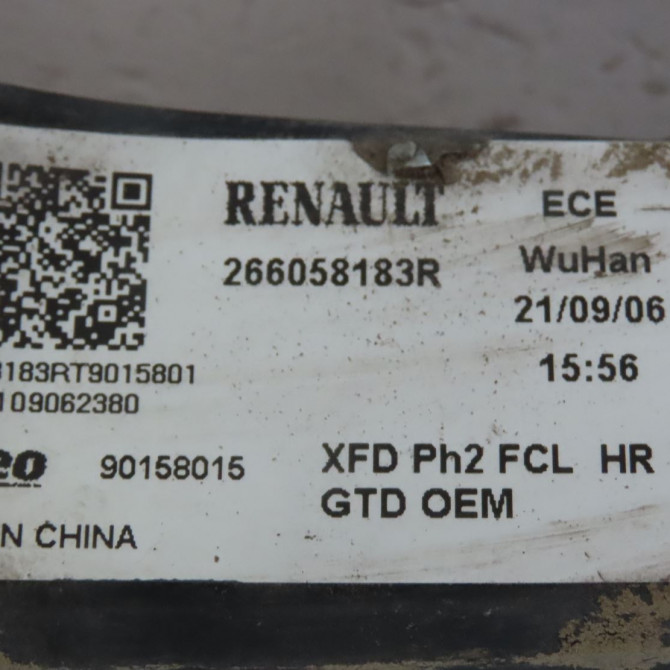 RENAULT
266058183R
ECE
WuHan
21/09/06
15:56
183RT9015801
109062380
90158015
XFD Ph2 FCL HR
GTD OEM
N CHINA